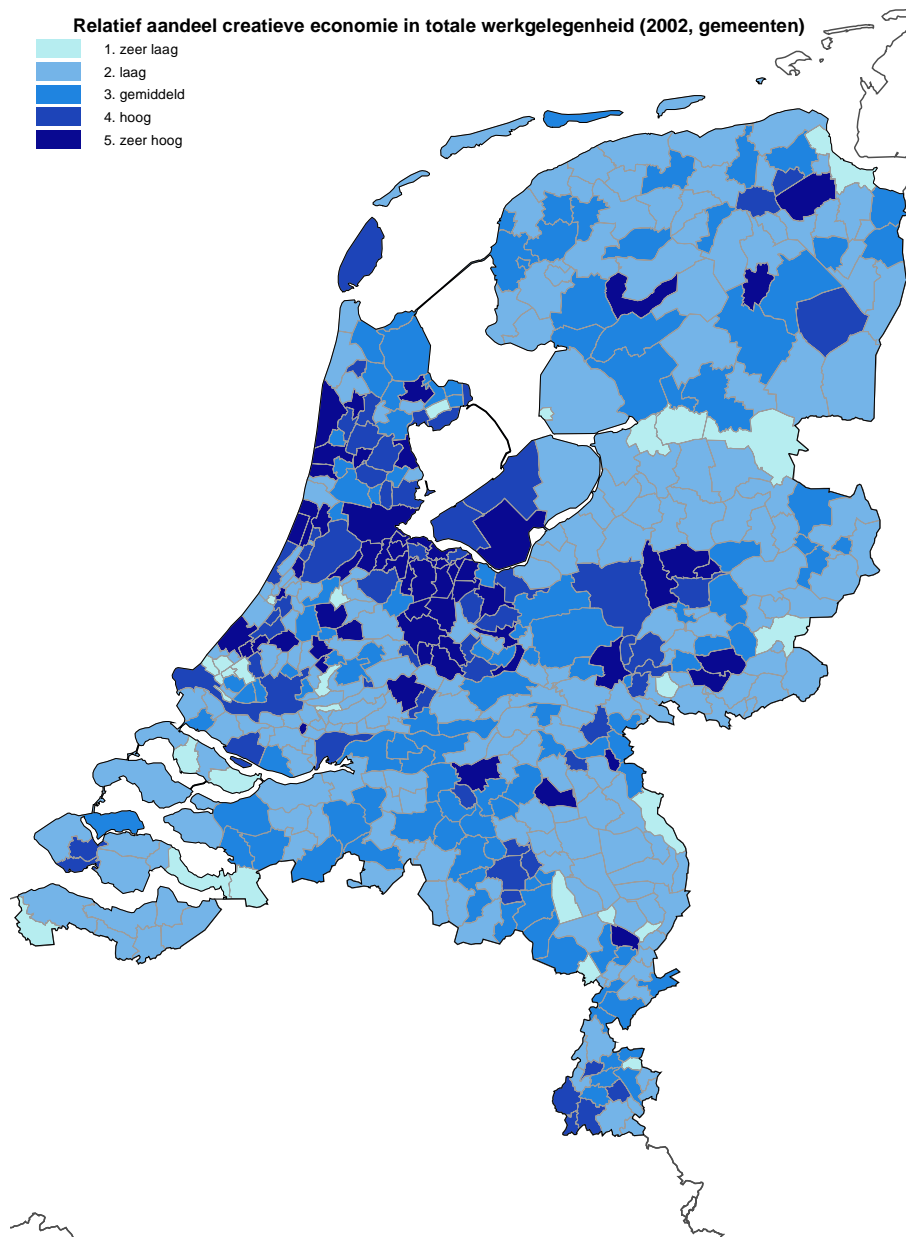 Relatief aandeel creatieve economie in totale werkgelegenheid (2002, gemeenten)
1. zeer laag
2. laag
3. gemiddeld
4. hoog
5. zeer hoog